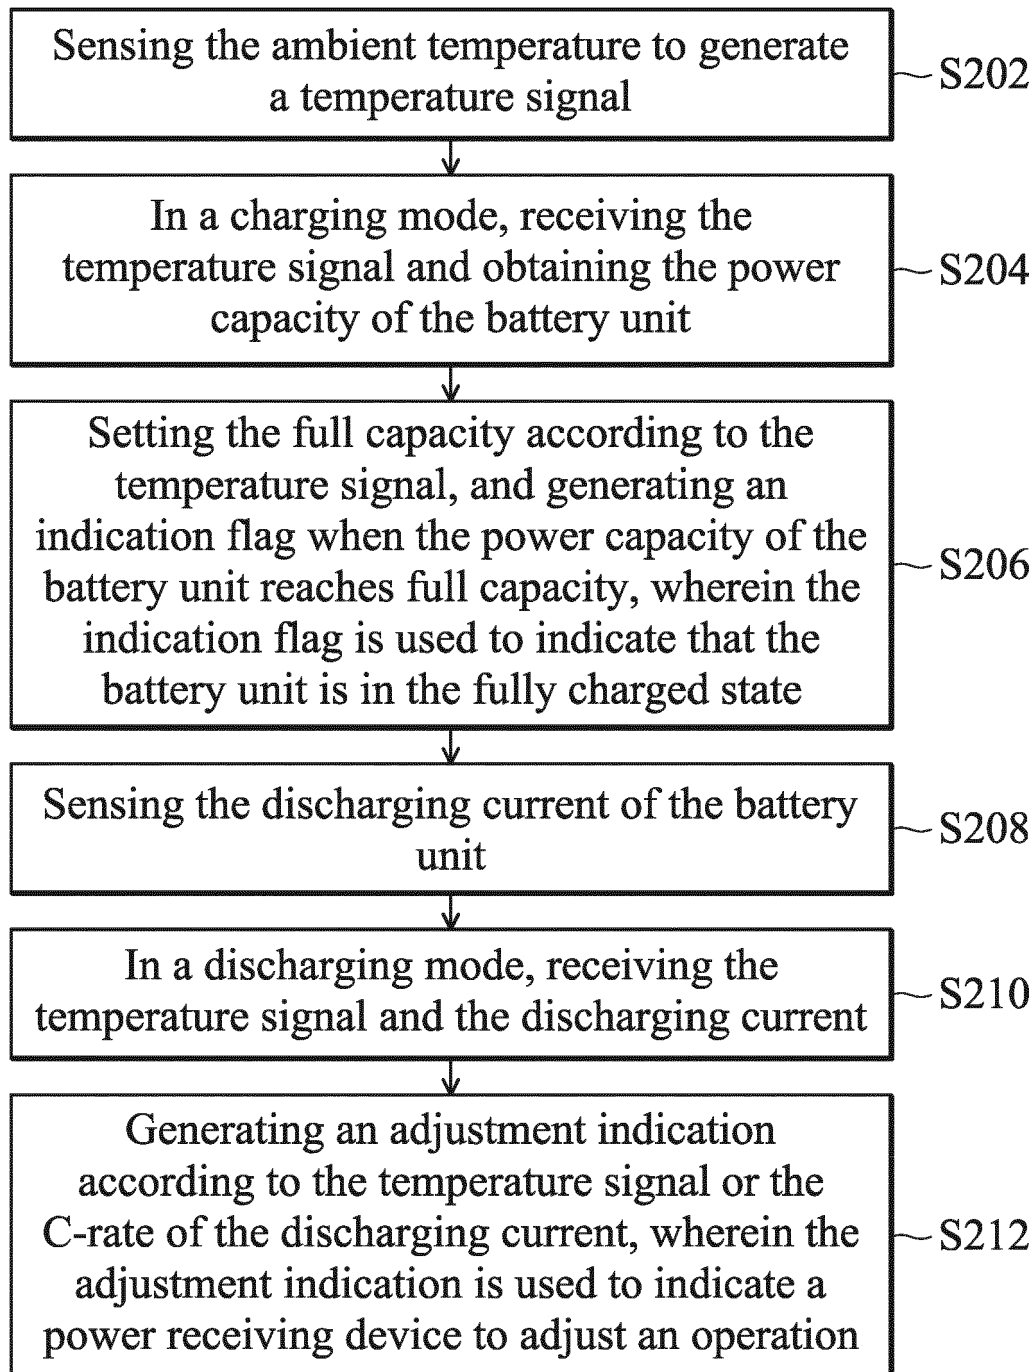 Sensing the ambient temperature to generate
a temperature signal
S202
In a charging mode, receiving the
temperature signal and obtaining the power
capacity of the battery unit
S204
Setting the full capacity according to the
temperature signal, and generating an
indication flag when the power capacity of the
battery unit reaches full capacity, wherein the
indication flag is used to indicate that the
battery unit is in the fully charged state
S206
Sensing the discharging current of the battery
unit
S208
In a discharging mode, receiving the
temperature signal and the discharging current
S210
Generating an adjustment indication
according to the temperature signal or the
C-rate of the discharging current, wherein the
adjustment indication is used to indicate a
power receiving device to adjust an operation
S212